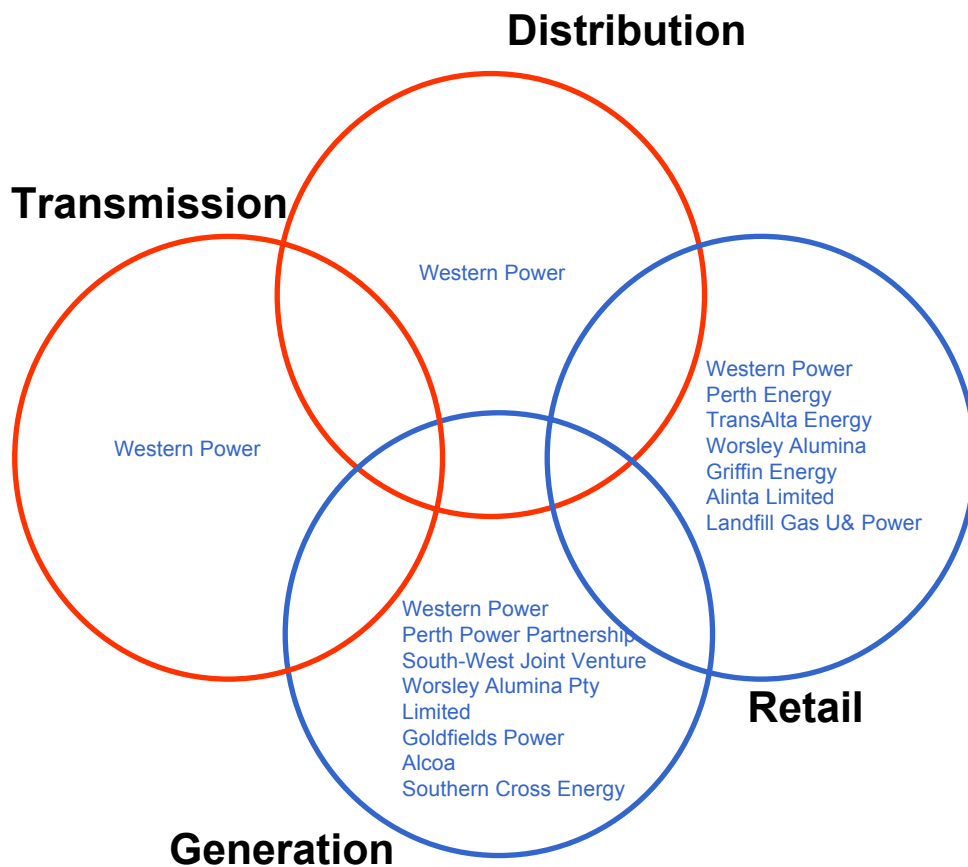 Distribution
Transmission
Western Power
Western Power
Western Power
Perth Energy
TransAlta Energy
Worsley Alumina
Griffin Energy
Alinta Limited
Landfill Gas U& Power
Western Power
Perth Power Partnership
South-West Joint Venture
Worsley Alumina Pty
Limited
Goldfields Power
Alcoa
Southern Cross Energy
Retail
Generation